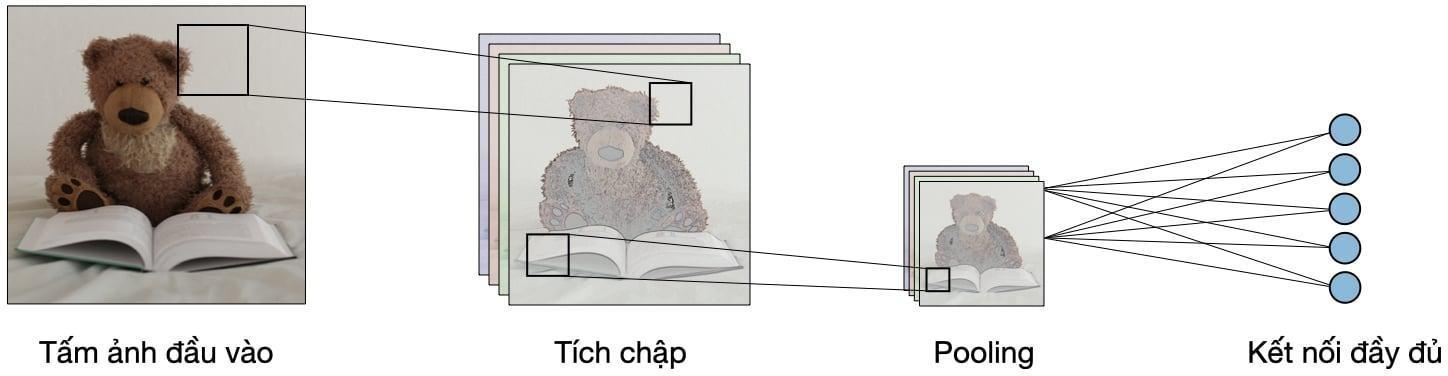 Tấm ảnh đầu vào
Tích chập
Pooling
Kết nối đầy đủ